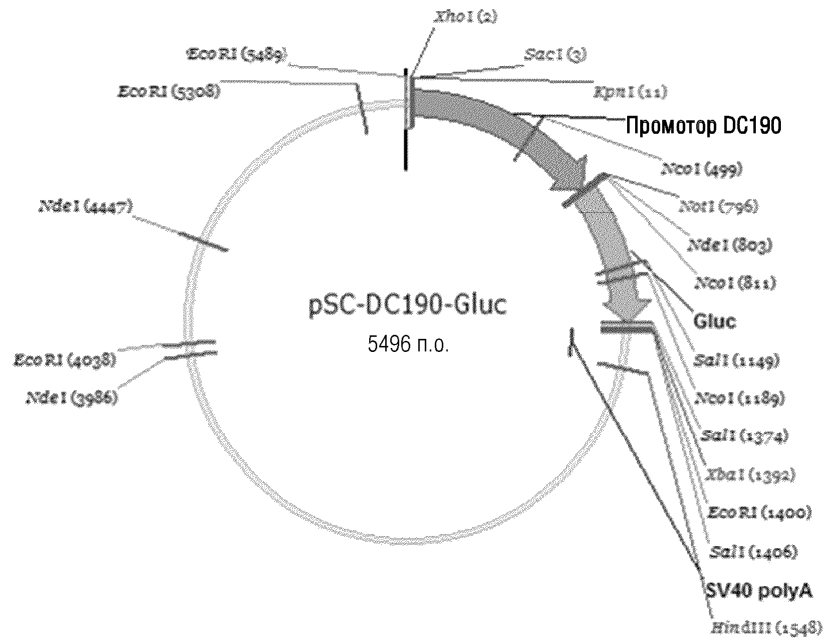 XhoI (2)
EcoRI (5489)
SacI (3)
EcoRI (5308)
KpnI (11)
Промотор DC190
NcoI (499)
NotI (796)
NdeI (4447)
NdeI (803)
NcoI (811)
pSC-DC190-Gluc
Gluc
5496 п.о.
EcoRI (4038)
SalI (1149)
NdeI (3986)
NcoI (1189)
SalI (1374)
XbaI (1392)
EcoRI (1400)
SalI (1406)
SV40 polyA
HindIII (1548)